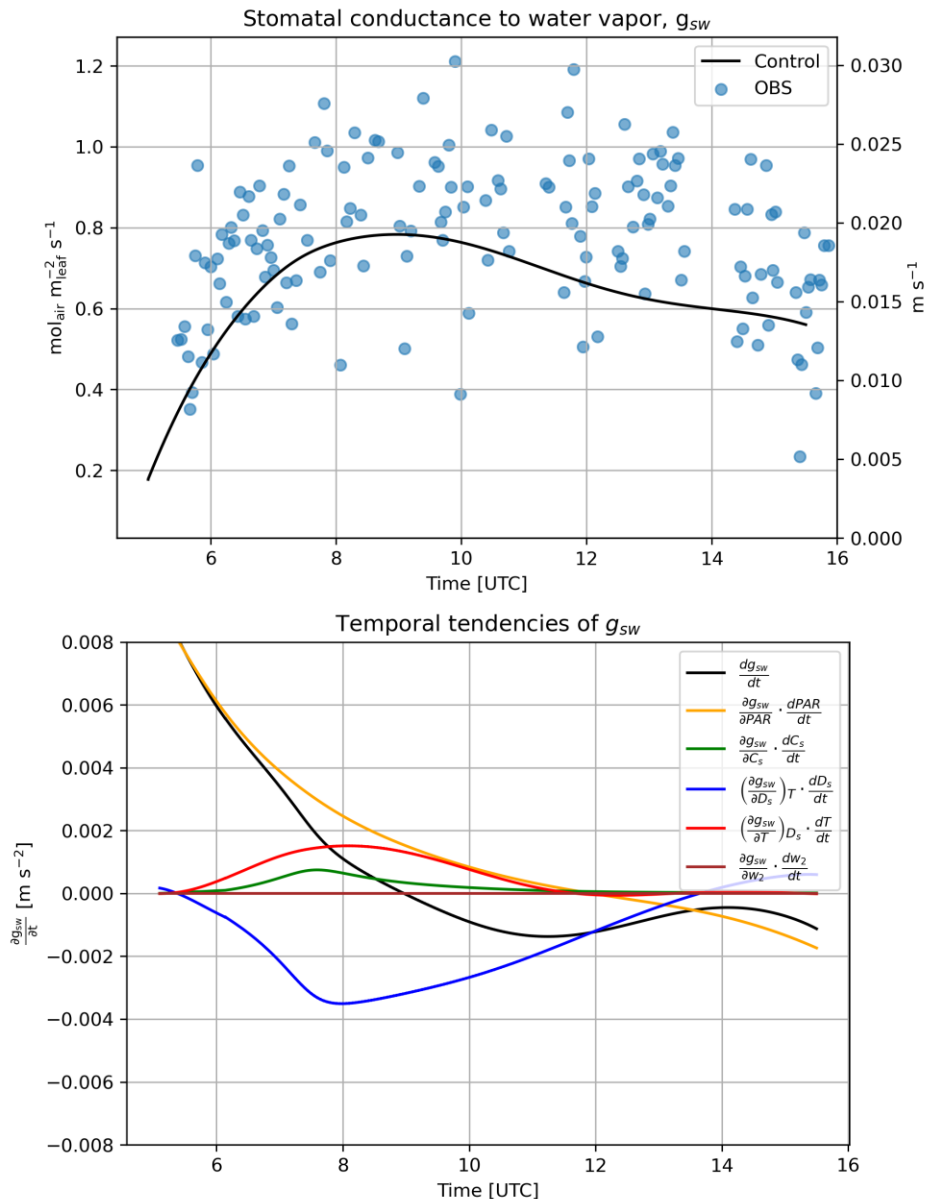 Stomatal conductance to water vapor, g_sw
mol_air m_leaf^-2 s^-1
1.2
1.0
0.8
0.6
0.4
0.2
Control
OBS
0.030
0.025
0.020
0.015
0.010
0.005
0.000
m s^-1
6 8 10 12 14 16
Time [UTC]
Temporal tendencies of g_sw
∂g_sw/∂t [m s^-2]
0.008
0.006
0.004
0.002
0.000
−0.002
−0.004
−0.006
−0.008
dg_sw/dt
∂g_sw/∂PAR · dPAR/dt
∂g_sw/∂C_s · dC_s/dt
(∂g_sw/∂D_s)_T · dD_s/dt
(∂g_sw/∂T)_D_s · dT/dt
∂g_sw/∂w_2 · dw_2/dt
6 8 10 12 14 16
Time [UTC]